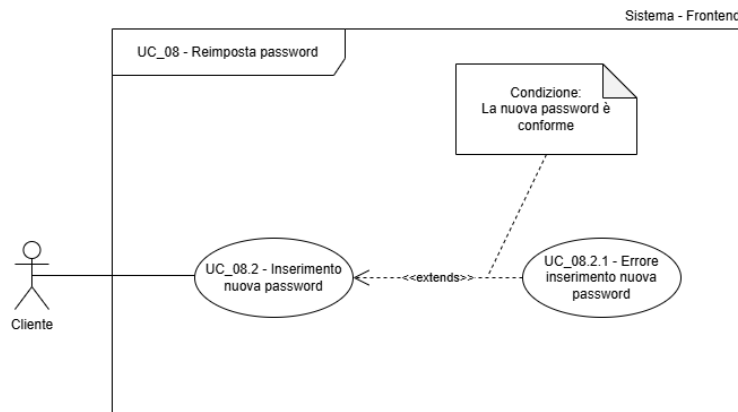 Sistema - Frontend
UC_08 - Reimposta password
Condizione:
La nuova password è
conforme
UC_08.2 - Inserimento
nuova password
<<extends>>
UC_08.2.1 - Errore
inserimento nuova
password
Cliente